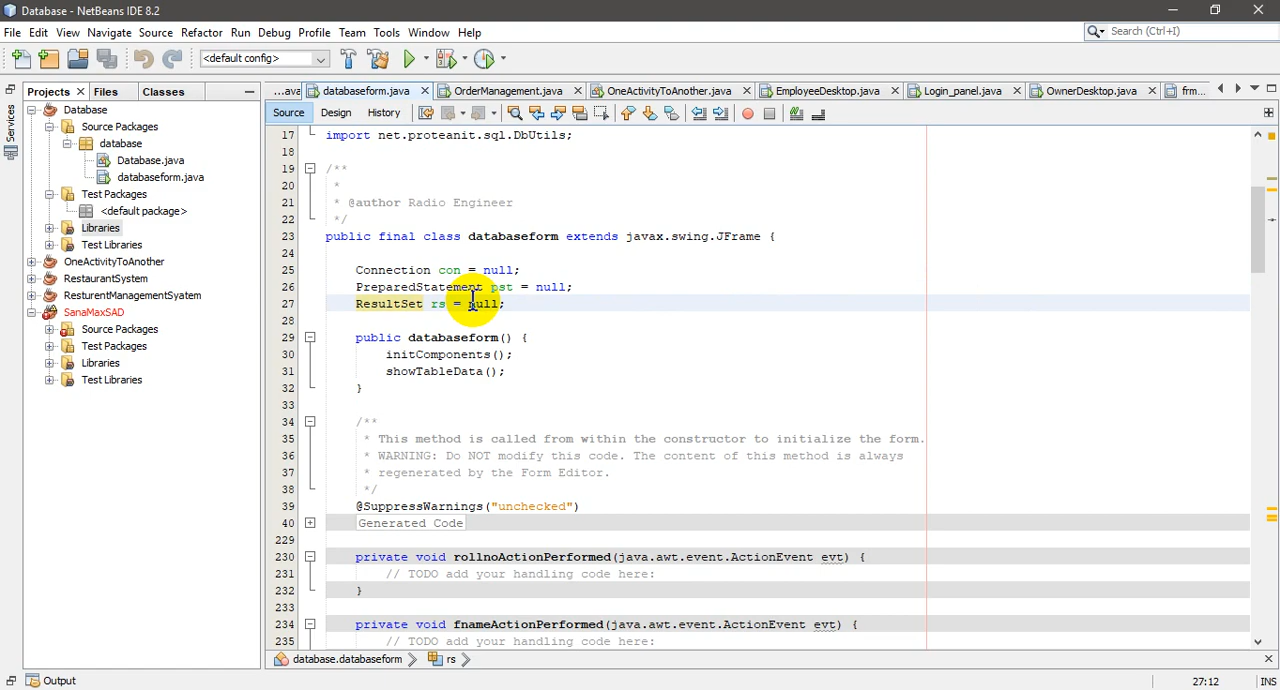 Database - NetBeans IDE 8.2
File Edit View Navigate Source Refactor Run Debug Profile Team Tools Window Help
Search (Ctrl+I)
<default config>
Projects Files Classes
Services
Database
Source Packages
database
Database.java
databaseform.java
Test Packages
<default package>
Libraries
Test Libraries
OneActivityToAnother
RestaurantSystem
ResturentManagementSyatem
SanaMaxSAD
Source Packages
Test Packages
Libraries
Test Libraries
...ava databaseform.java OrderManagement.java OneActivityToAnother.java EmployeeDesktop.java Login_panel.java OwnerDesktop.java frm...
Source Design History
17 import net.proteanit.sql.DbUtils;
18
19 /**
20 *
21 * @author Radio Engineer
22 */
23 public final class databaseform extends javax.swing.JFrame {
24
25 Connection con = null;
26 PreparedStatement pst = null;
27 ResultSet rs = null;
28
29 public databaseform() {
30 initComponents();
31 showTableData();
32 }
33
34 /**
35 * This method is called from within the constructor to initialize the form.
36 * WARNING: Do NOT modify this code. The content of this method is always
37 * regenerated by the Form Editor.
38 */
39 @SuppressWarnings("unchecked")
40 Generated Code
229
230 private void rollnoActionPerformed(java.awt.event.ActionEvent evt) {
231 // TODO add your handling code here:
232 }
233
234 private void fnameActionPerformed(java.awt.event.ActionEvent evt) {
235 // TODO add your handling code here:
database.databaseform rs
Output
27:12 INS